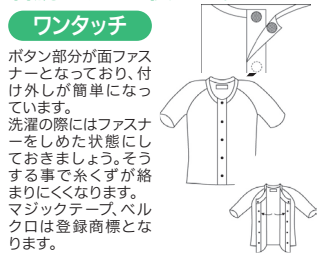 ワンタッチ
ボタン部分が面ファス
ナーとなっており、付
け外しが簡単になっ
ています。
洗濯の際にはファスナ
ーをしめた状態にし
ておきましょう。そう
する事で糸くずが絡
まりにくくなります。
マジックテープ、ベル
クロは登録商標とな
ります。